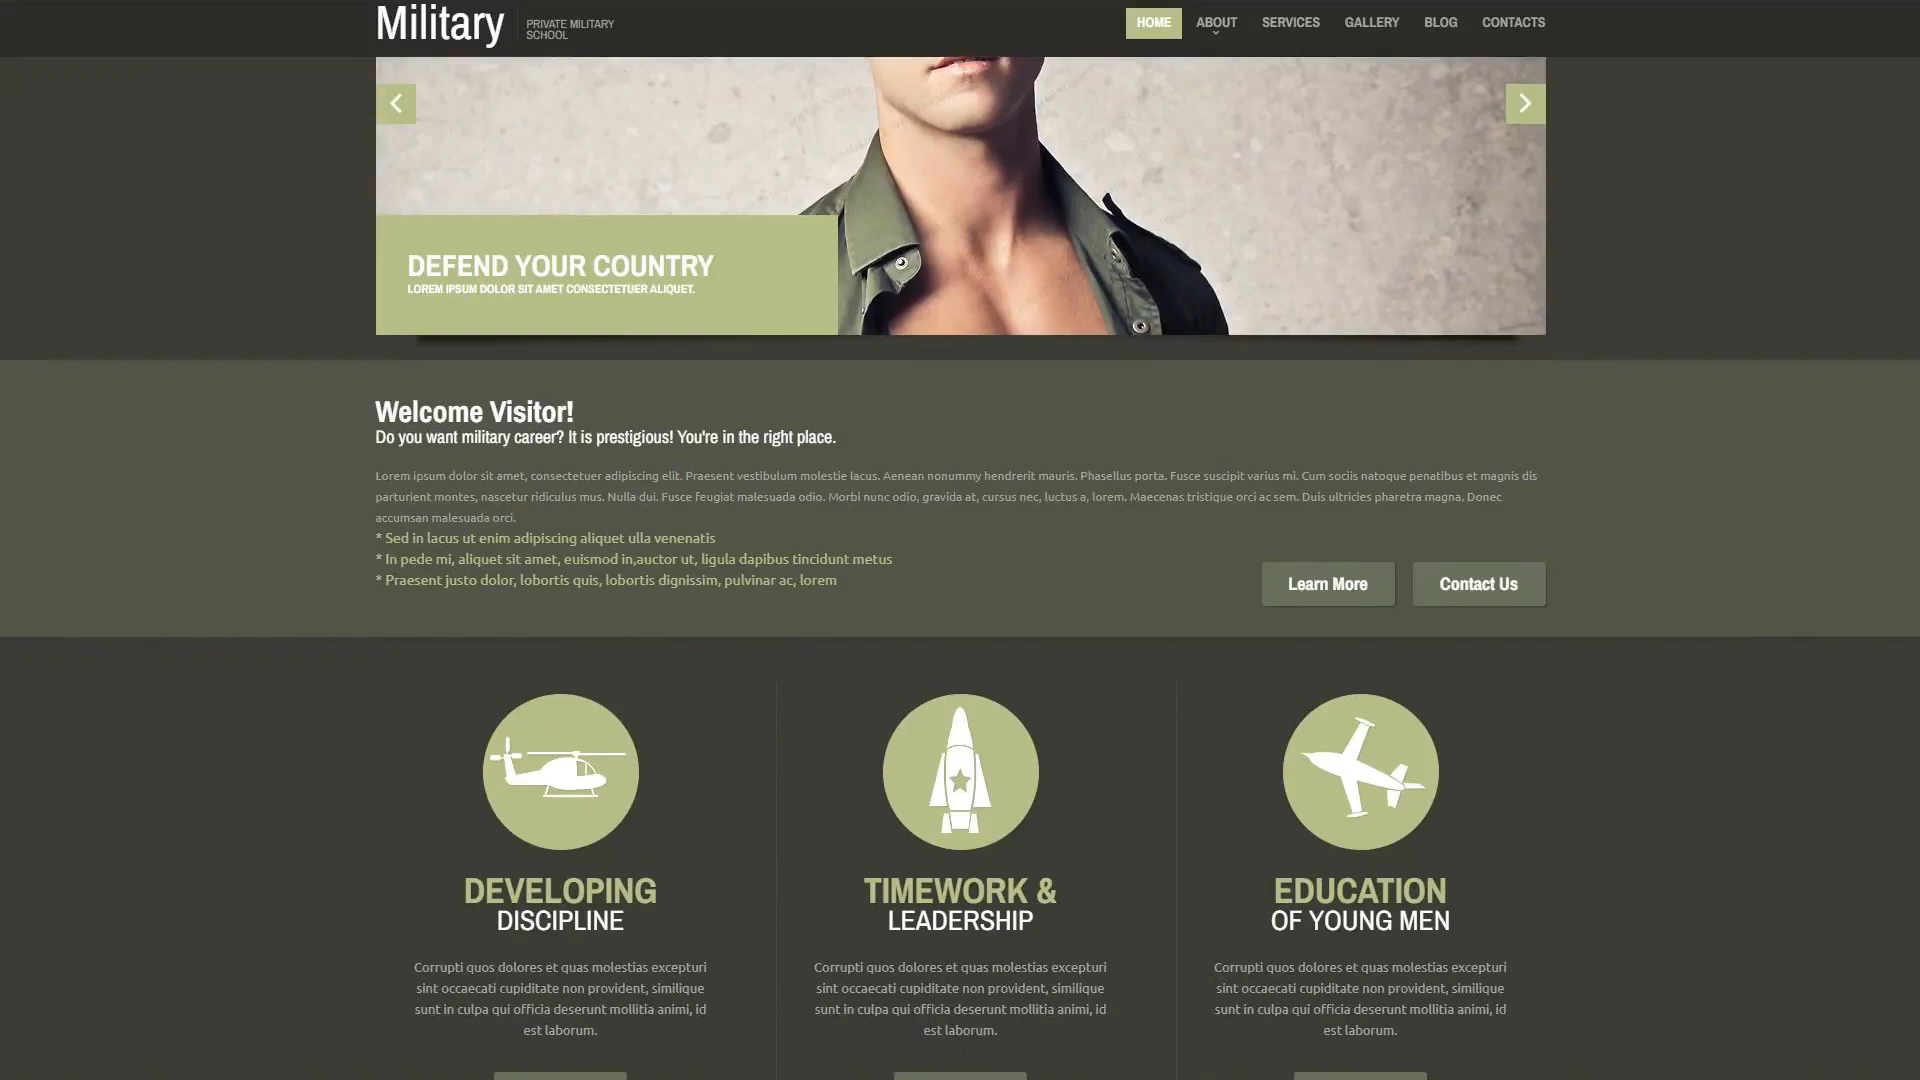 Military
PRIVATE MILITARY
SCHOOL
HOME ABOUT SERVICES GALLERY BLOG CONTACTS
DEFEND YOUR COUNTRY
LOREM IPSUM DOLOR SIT AMET CONSECTETUER ALIQUET.
Welcome Visitor!
Do you want military career? It is prestigious! You're in the right place.
Lorem ipsum dolor sit amet, consectetuer adipiscing elit. Praesent vestibulum molestie lacus. Aenean nonummy hendrerit mauris. Phasellus porta. Fusce suscipit varius mi. Cum sociis natoque penatibus et magnis dis
parturient montes, nascetur ridiculus mus. Nulla dui. Fusce feugiat malesuada odio. Morbi nunc odio, gravida at, cursus nec, luctus a, lorem. Maecenas tristique orci ac sem. Duis ultricies pharetra magna. Donec
accumsan malesuada orci.
* Sed in lacus ut enim adipiscing aliquet ulla venenatis
* In pede mi, aliquet sit amet, euismod in,auctor ut, ligula dapibus tincidunt metus
* Praesent justo dolor, lobortis quis, lobortis dignissim, pulvinar ac, lorem
Learn More
Contact Us
DEVELOPING
DISCIPLINE
Corrupti quos dolores et quas molestias excepturi
sint occaecati cupiditate non provident, similique
sunt in culpa qui officia deserunt mollitia animi, id
est laborum.
TIMEWORK &
LEADERSHIP
Corrupti quos dolores et quas molestias excepturi
sint occaecati cupiditate non provident, similique
sunt in culpa qui officia deserunt mollitia animi, id
est laborum.
EDUCATION
OF YOUNG MEN
Corrupti quos dolores et quas molestias excepturi
sint occaecati cupiditate non provident, similique
sunt in culpa qui officia deserunt mollitia animi, id
est laborum.